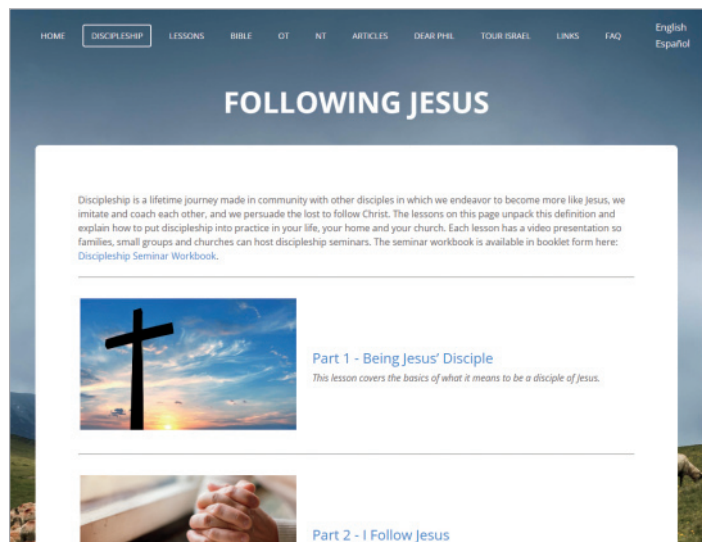 HOME DISCIPLESHIP LESSONS BIBLE OT NT ARTICLES DEAR PHIL TOUR ISRAEL LINKS FAQ English
Español
FOLLOWING JESUS
Discipleship is a lifetime journey made in community with other disciples in which we endeavor to become more like Jesus, we
imitate and coach each other, and we persuade the lost to follow Christ. The lessons on this page unpack this definition and
explain how to put discipleship into practice in your life, your home and your church. Each lesson has a video presentation so
families, small groups and churches can host discipleship seminars. The seminar workbook is available in booklet form here:
Discipleship Seminar Workbook.
Part 1 - Being Jesus’ Disciple
This lesson covers the basics of what it means to be a disciple of Jesus.
Part 2 - I Follow Jesus